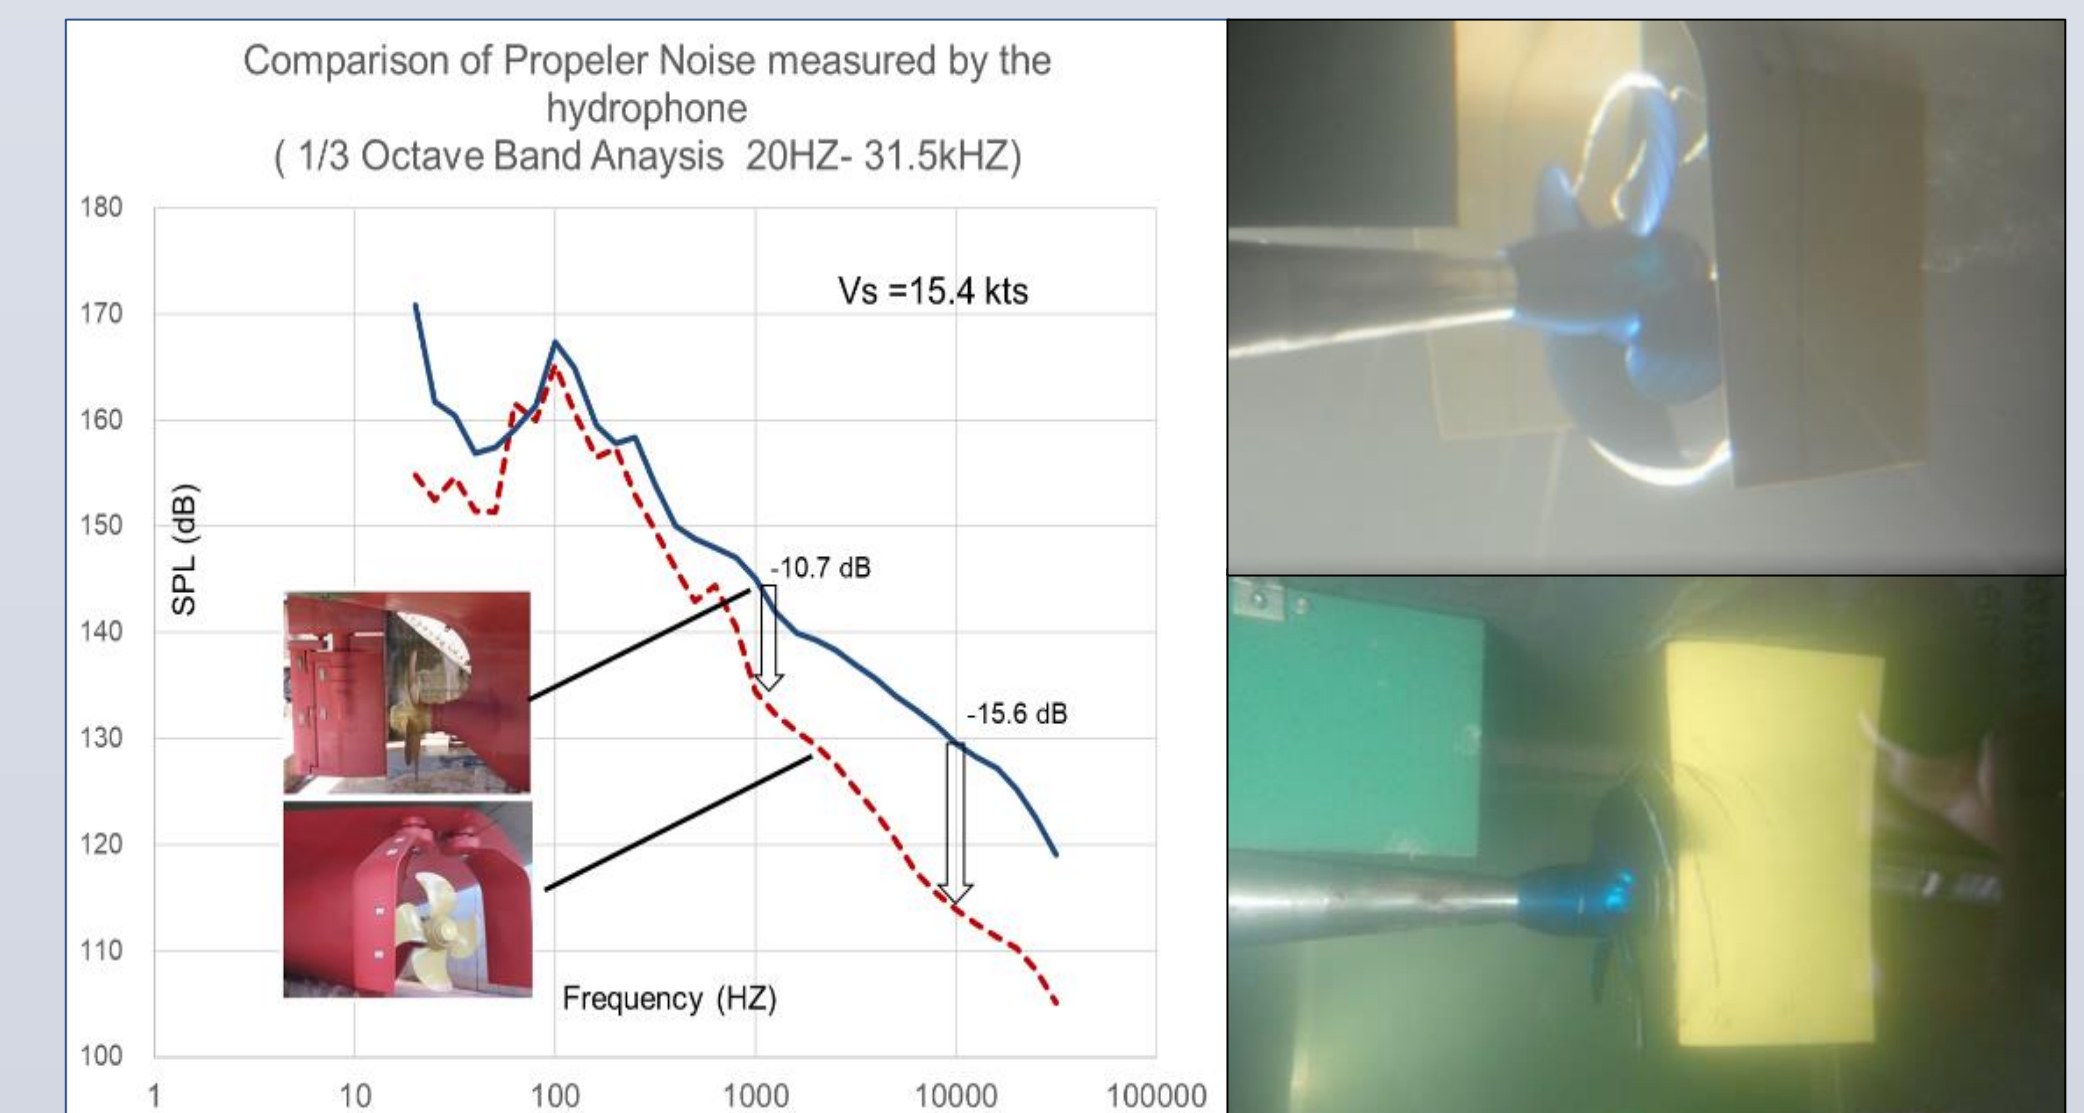 Comparison of Propeler Noise measured by the
hydrophone
( 1/3 Octave Band Anaysis 20HZ- 31.5kHZ)
180
170
160
150
140
130
120
110
100
SPL (dB)
Vs =15.4 kts
-10.7 dB
-15.6 dB
Frequency (HZ)
1
10
100
1000
10000
100000